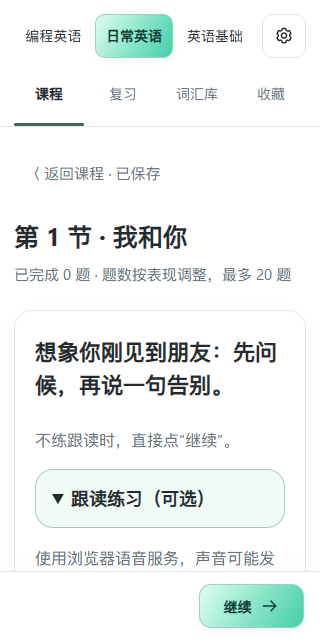 编程英语 日常英语 英语基础
课程 复习 词汇库 收藏
〈 返回课程 · 已保存
第 1 节 · 我和你
已完成 0 题 · 题数按表现调整，最多 20 题
想象你刚见到朋友：先问
候，再说一句告别。
不练跟读时，直接点“继续”。
▼ 跟读练习（可选）
使用浏览器语音服务，声音可能发
继续 →